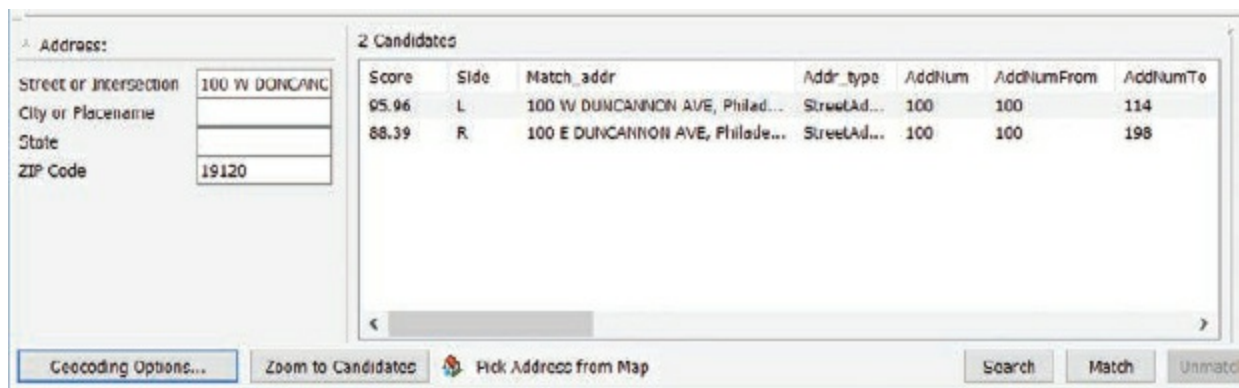 Address:
2 Candidates
Street or Intersection 100 W DONCANC
City or Placename
State
ZIP Code 19120
Score Side Match_addr Addr_type AddNum AddNumFrom AddNumTo
95.96 L 100 W DUNCANNON AVE, Philad... StreetAd... 100 100 114
88.39 R 100 E DUNCANNON AVE, Philade... StreetAd... 100 100 198
Geocoding Options... Zoom to Candidates Pick Address from Map Search Match Unmatc